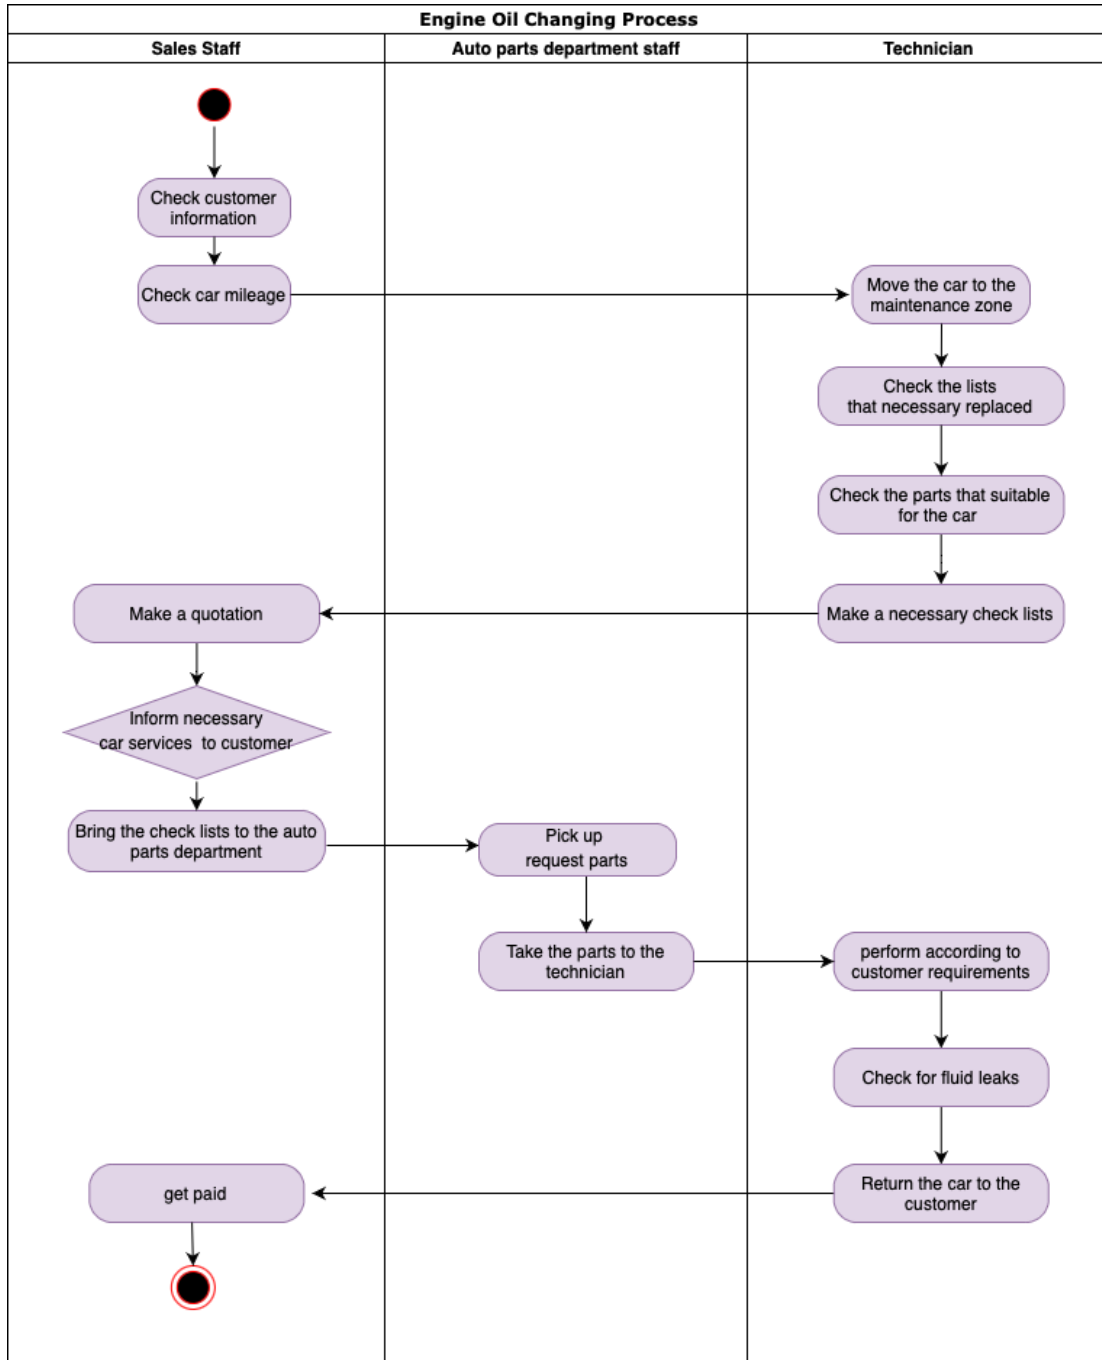 Engine Oil Changing Process
Sales Staff
Auto parts department staff
Technician
Check customer
information
Check car mileage
Move the car to the
maintenance zone
Check the lists
that necessary replaced
Check the parts that suitable
for the car
Make a necessary check lists
Make a quotation
Inform necessary
car services  to customer
Bring the check lists to the auto
parts department
Pick up
request parts
Take the parts to the
technician
perform according to
customer requirements
Check for fluid leaks
Return the car to the
customer
get paid